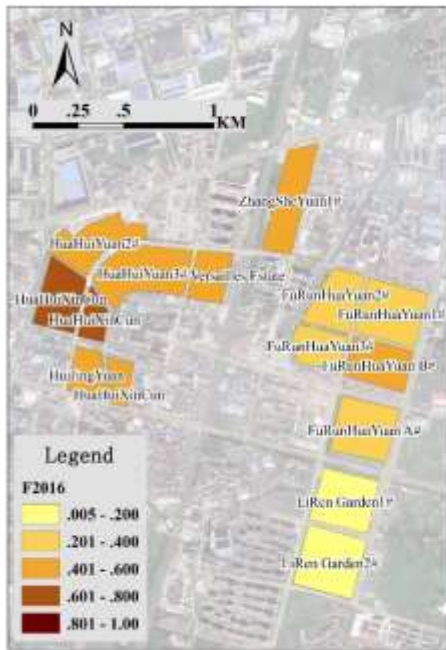 N
0 .25 .5 1
KM
ZhangSheYuan1#
HuaHuiYuan2#
HuaHuiYuan3#
Versailles Estate
HuaHuiXinCun
HuaHuiXinCun
FuRunHuaYuan2#
FuRunHuaYuan1#
FuRunHuaYuan3#
FuRunHuaYuan B#
HuiJingYuan
HuaHuiXinCun
FuRunHuaYuan A#
LiRen Garden1#
LiRen Garden2#
Legend
F2016
.005 - .200
.201 - .400
.401 - .600
.601 - .800
.801 - 1.00